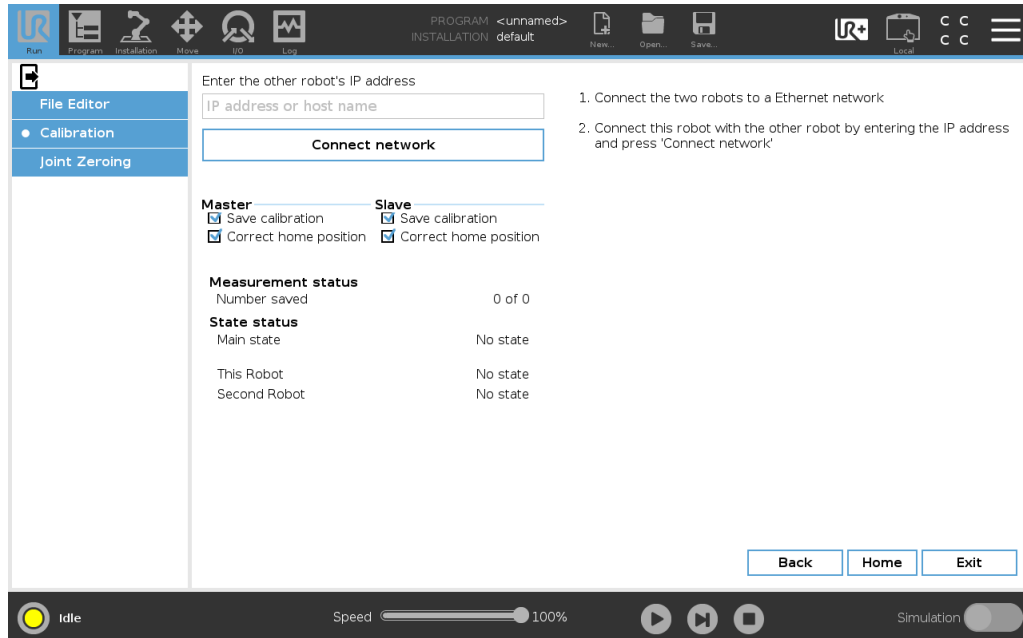 PROGRAM <unnamed>
INSTALLATION default
Run Program Installation Move I/O Log New... Open... Save... UR+ Local C C C C
File Editor
Calibration
Joint Zeroing
Enter the other robot's IP address
IP address or host name
Connect network
1. Connect the two robots to a Ethernet network
2. Connect this robot with the other robot by entering the IP address
and press 'Connect network'
Master Slave
Save calibration Save calibration
Correct home position Correct home position
Measurement status
Number saved 0 of 0
State status
Main state No state
This Robot No state
Second Robot No state
Back Home Exit
Idle Speed 100% Simulation